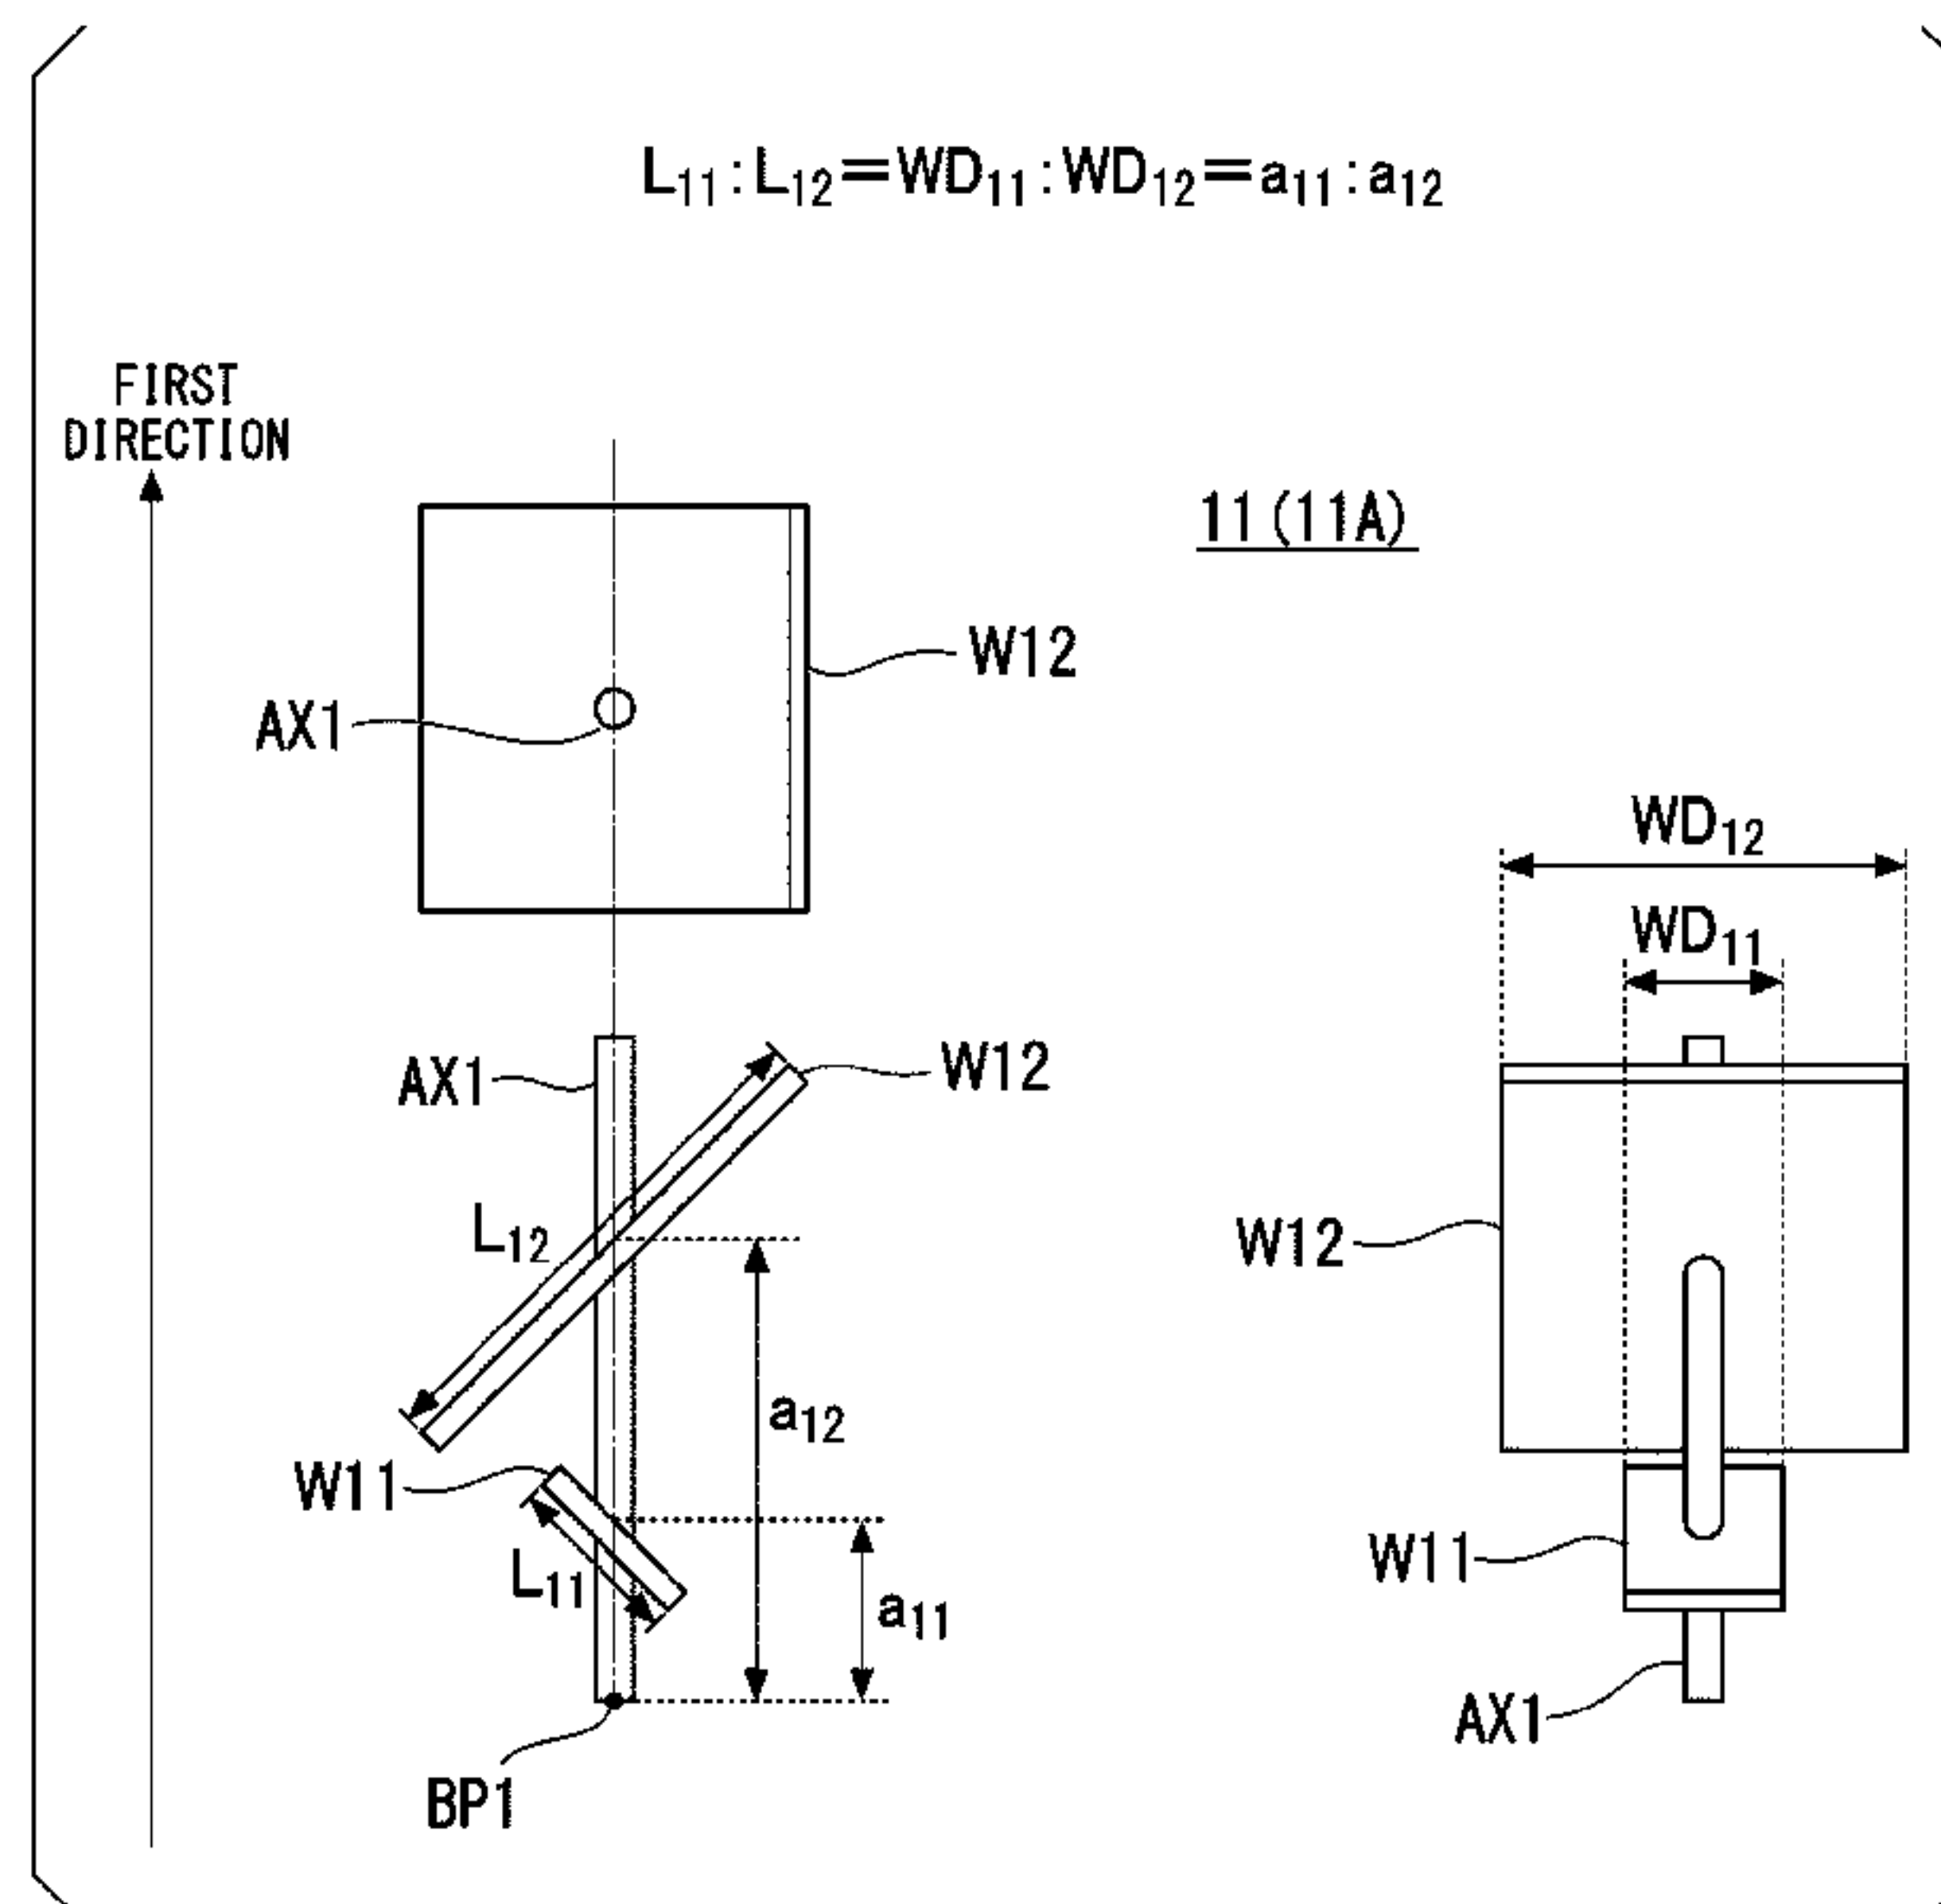 L11:L12=WD11:WD12=a11:a12
FIRST
DIRECTION
11(11A)
W12
AX1
WD12
WD11
AX1
W12
L12
W12
a12
W11
L11
a11
W11
AX1
BP1